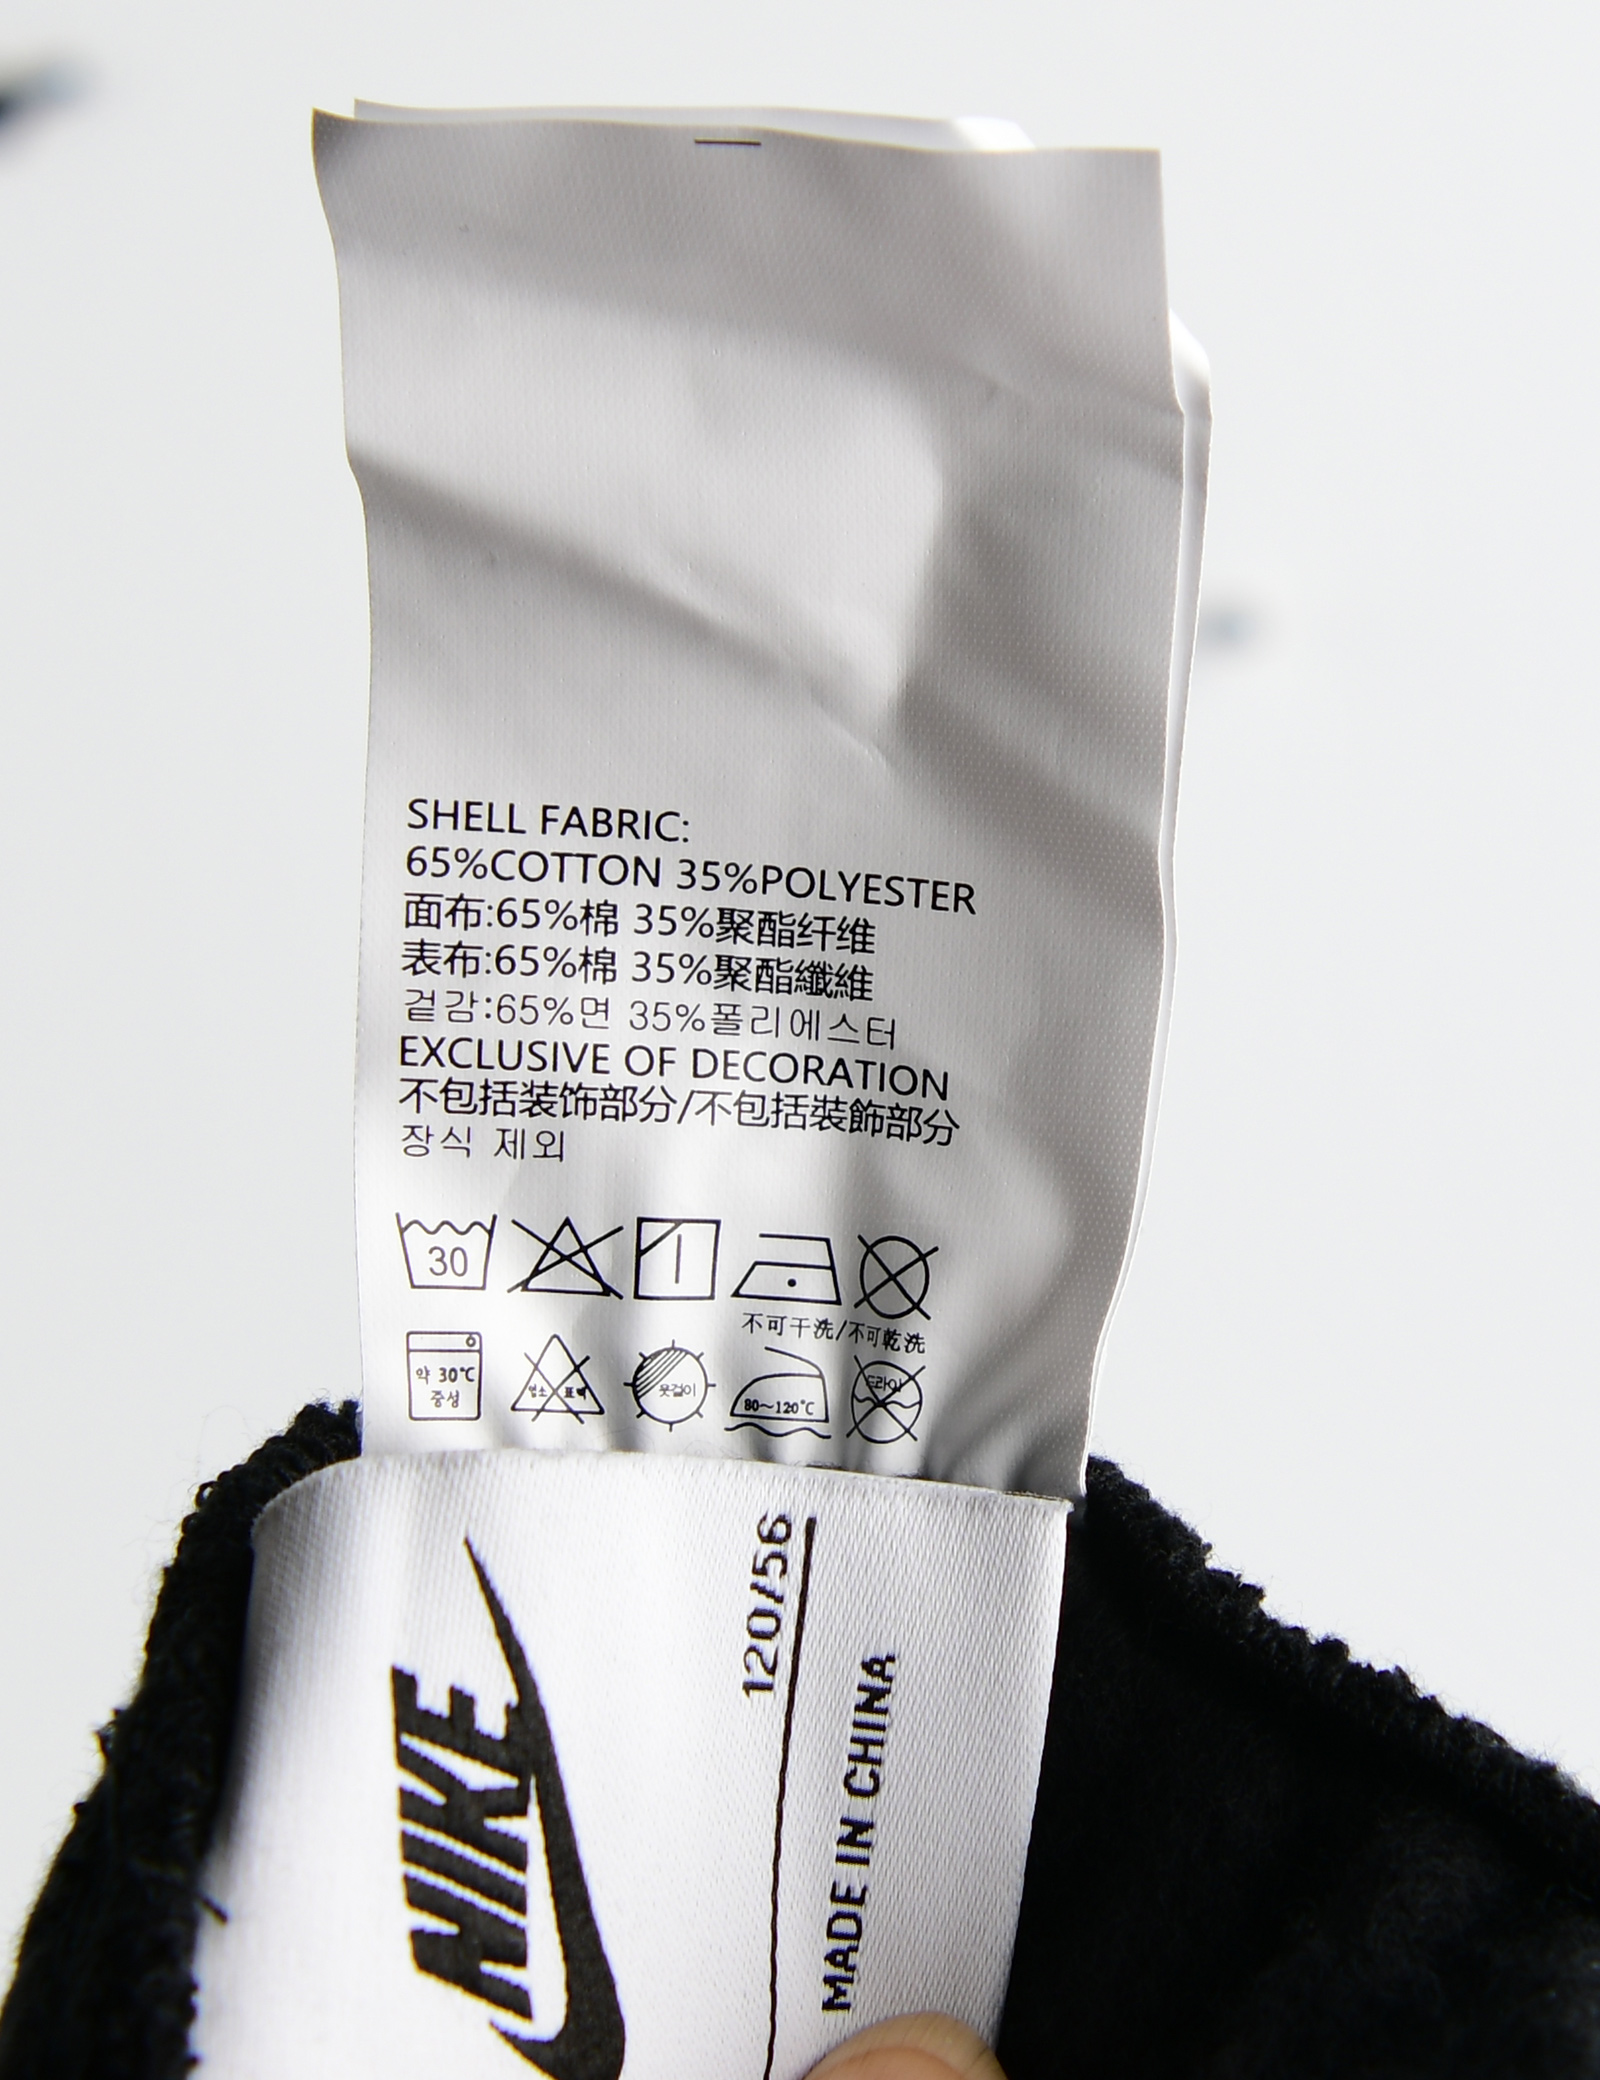 SHELL FABRIC:
65%COTTON 35%POLYESTER
面布:65%棉 35%聚酯纤维
表布:65%棉 35%聚酯纖維
겉감:65%면 35%폴리에스터
EXCLUSIVE OF DECORATION
不包括装饰部分/不包括裝飾部分
장식 제외
30
不可干洗/不可乾洗
약 30℃
중성
염소 표백
옷걸이
80~120℃
드라이
NIKE
120/56
MADE IN CHINA